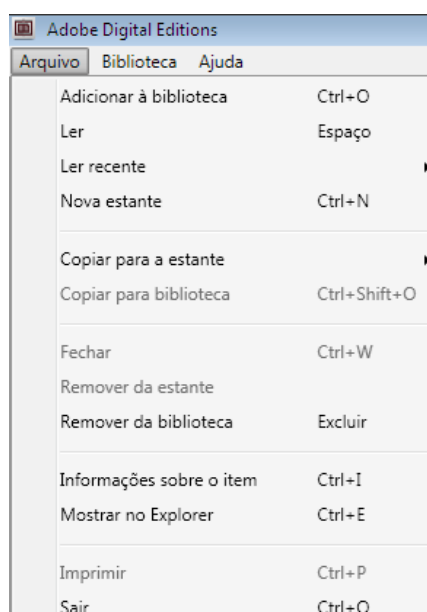 Adobe Digital Editions
Arquivo Biblioteca Ajuda
Adicionar à biblioteca Ctrl+O
Ler Espaço
Ler recente
Nova estante Ctrl+N
Copiar para a estante
Copiar para biblioteca Ctrl+Shift+O
Fechar Ctrl+W
Remover da estante
Remover da biblioteca Excluir
Informações sobre o item Ctrl+I
Mostrar no Explorer Ctrl+E
Imprimir Ctrl+P
Sair Ctrl+Q